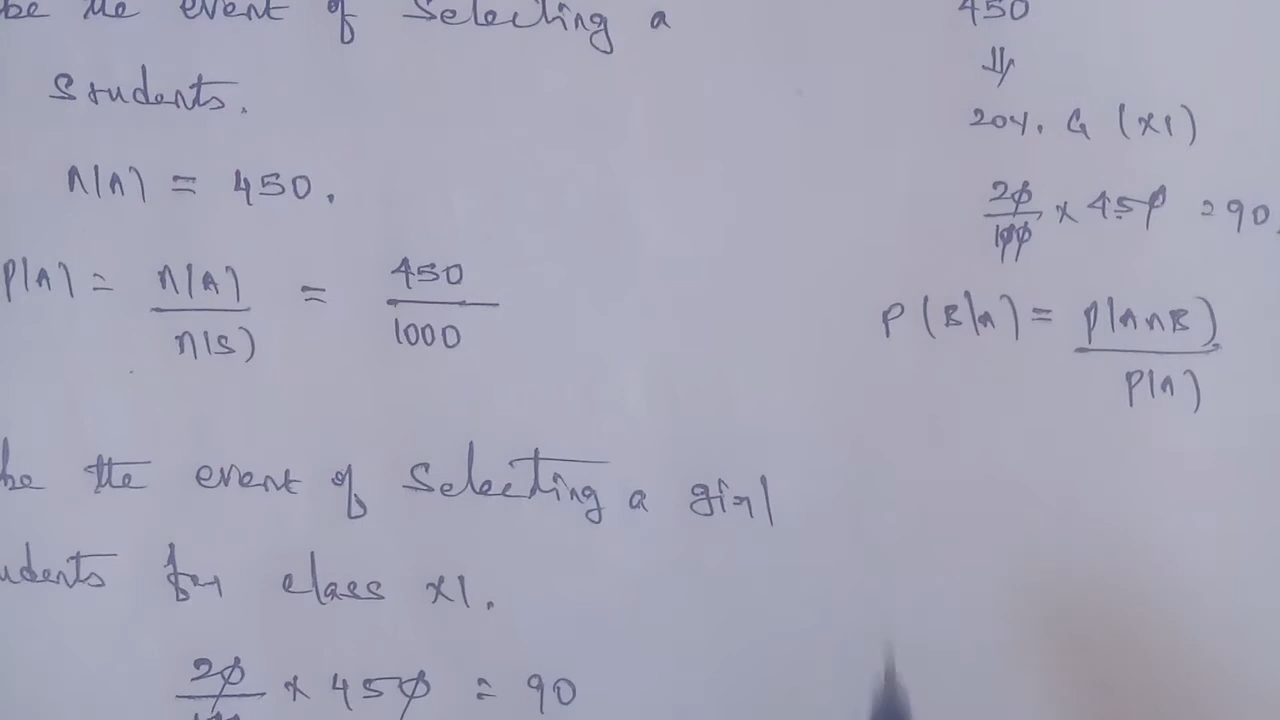 be the event of Selecting a
Students.
n(A) = 450.
P(A) = n(A)/n(S) = 450/1000
be the event of Selecting a girl
udents for class XI.
20/100 × 450 = 90
450
⇓
20%. G (XI)
20/100 × 450 = 90.
P(B|A) = P(A∩B)/P(A)